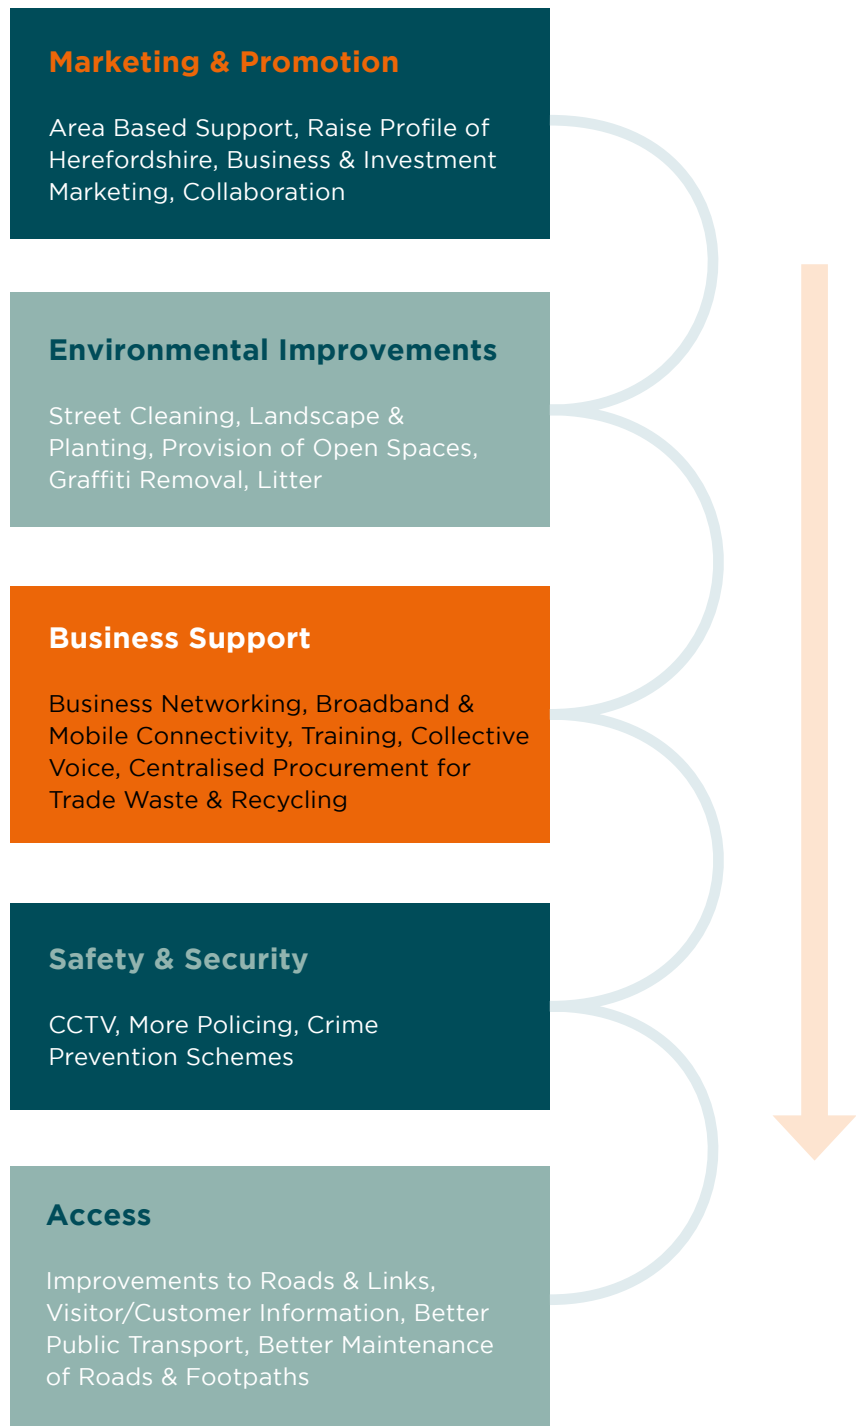 Marketing & Promotion
Area Based Support, Raise Profile of
Herefordshire, Business & Investment
Marketing, Collaboration
Environmental Improvements
Street Cleaning, Landscape &
Planting, Provision of Open Spaces,
Graffiti Removal, Litter
Business Support
Business Networking, Broadband &
Mobile Connectivity, Training, Collective
Voice, Centralised Procurement for
Trade Waste & Recycling
Safety & Security
CCTV, More Policing, Crime
Prevention Schemes
Access
Improvements to Roads & Links,
Visitor/Customer Information, Better
Public Transport, Better Maintenance
of Roads & Footpaths